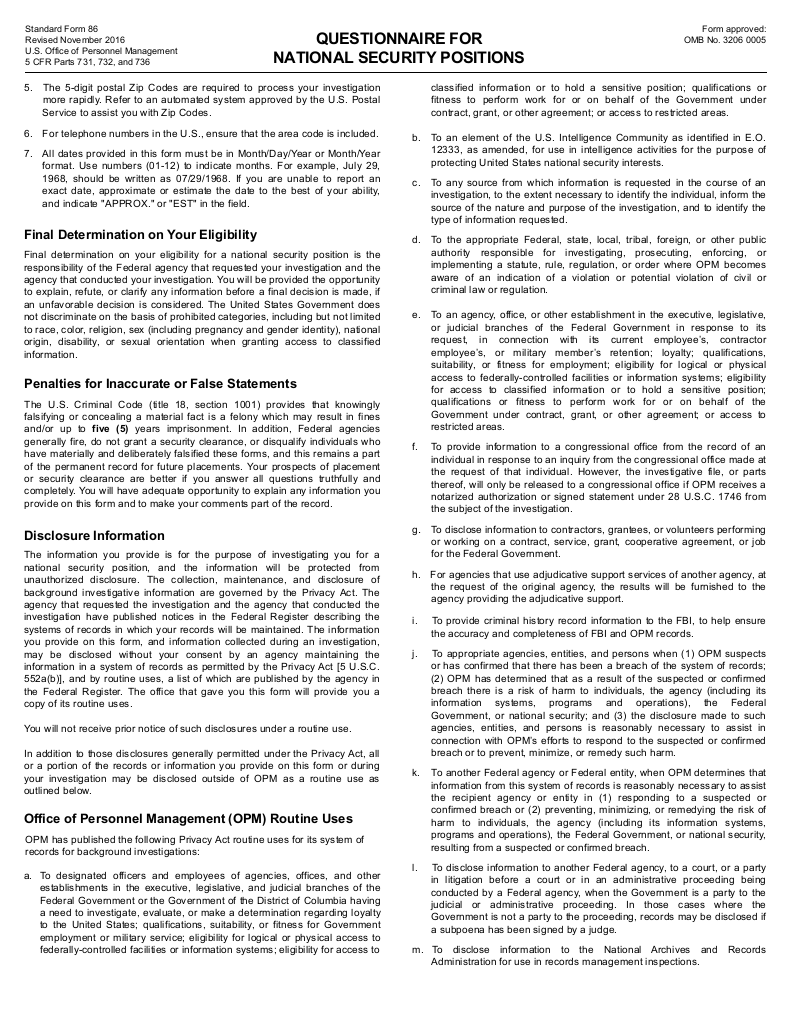 Standard Form 86
Revised November 2016
U.S. Office of Personnel Management
5 CFR Parts 731, 732, and 736
QUESTIONNAIRE FOR
NATIONAL SECURITY POSITIONS
Form approved:
OMB No. 3206 0005
5. The 5-digit postal Zip Codes are required to process your investigation
more rapidly. Refer to an automated system approved by the U.S. Postal
Service to assist you with Zip Codes.
6. For telephone numbers in the U.S., ensure that the area code is included.
7. All dates provided in this form must be in Month/Day/Year or Month/Year
format. Use numbers (01-12) to indicate months. For example, July 29,
1968, should be written as 07/29/1968. If you are unable to report an
exact date, approximate or estimate the date to the best of your ability,
and indicate "APPROX." or "EST" in the field.
Final Determination on Your Eligibility
Final determination on your eligibility for a national security position is the
responsibility of the Federal agency that requested your investigation and the
agency that conducted your investigation. You will be provided the opportunity
to explain, refute, or clarify any information before a final decision is made, if
an unfavorable decision is considered. The United States Government does
not discriminate on the basis of prohibited categories, including but not limited
to race, color, religion, sex (including pregnancy and gender identity), national
origin, disability, or sexual orientation when granting access to classified
information.
Penalties for Inaccurate or False Statements
The U.S. Criminal Code (title 18, section 1001) provides that knowingly
falsifying or concealing a material fact is a felony which may result in fines
and/or up to five (5) years imprisonment. In addition, Federal agencies
generally fire, do not grant a security clearance, or disqualify individuals who
have materially and deliberately falsified these forms, and this remains a part
of the permanent record for future placements. Your prospects of placement
or security clearance are better if you answer all questions truthfully and
completely. You will have adequate opportunity to explain any information you
provide on this form and to make your comments part of the record.
Disclosure Information
The information you provide is for the purpose of investigating you for a
national security position, and the information will be protected from
unauthorized disclosure. The collection, maintenance, and disclosure of
background investigative information are governed by the Privacy Act. The
agency that requested the investigation and the agency that conducted the
investigation have published notices in the Federal Register describing the
systems of records in which your records will be maintained. The information
you provide on this form, and information collected during an investigation,
may be disclosed without your consent by an agency maintaining the
information in a system of records as permitted by the Privacy Act [5 U.S.C.
552a(b)], and by routine uses, a list of which are published by the agency in
the Federal Register. The office that gave you this form will provide you a
copy of its routine uses.
You will not receive prior notice of such disclosures under a routine use.
In addition to those disclosures generally permitted under the Privacy Act, all
or a portion of the records or information you provide on this form or during
your investigation may be disclosed outside of OPM as a routine use as
outlined below.
Office of Personnel Management (OPM) Routine Uses
OPM has published the following Privacy Act routine uses for its system of
records for background investigations:
a. To designated officers and employees of agencies, offices, and other
establishments in the executive, legislative, and judicial branches of the
Federal Government or the Government of the District of Columbia having
a need to investigate, evaluate, or make a determination regarding loyalty
to the United States; qualifications, suitability, or fitness for Government
employment or military service; eligibility for logical or physical access to
federally-controlled facilities or information systems; eligibility for access to
classified information or to hold a sensitive position; qualifications or
fitness to perform work for or on behalf of the Government under
contract, grant, or other agreement; or access to restricted areas.
b. To an element of the U.S. Intelligence Community as identified in E.O.
12333, as amended, for use in intelligence activities for the purpose of
protecting United States national security interests.
c. To any source from which information is requested in the course of an
investigation, to the extent necessary to identify the individual, inform the
source of the nature and purpose of the investigation, and to identify the
type of information requested.
d. To the appropriate Federal, state, local, tribal, foreign, or other public
authority responsible for investigating, prosecuting, enforcing, or
implementing a statute, rule, regulation, or order where OPM becomes
aware of an indication of a violation or potential violation of civil or
criminal law or regulation.
e. To an agency, office, or other establishment in the executive, legislative,
or judicial branches of the Federal Government in response to its
request, in connection with its current employee's, contractor
employee's, or military member's retention; loyalty; qualifications,
suitability, or fitness for employment; eligibility for logical or physical
access to federally-controlled facilities or information systems; eligibility
for access to classified information or to hold a sensitive position;
qualifications or fitness to perform work for or on behalf of the
Government under contract, grant, or other agreement; or access to
restricted areas.
f. To provide information to a congressional office from the record of an
individual in response to an inquiry from the congressional office made at
the request of that individual. However, the investigative file, or parts
thereof, will only be released to a congressional office if OPM receives a
notarized authorization or signed statement under 28 U.S.C. 1746 from
the subject of the investigation.
g. To disclose information to contractors, grantees, or volunteers performing
or working on a contract, service, grant, cooperative agreement, or job
for the Federal Government.
h. For agencies that use adjudicative support services of another agency, at
the request of the original agency, the results will be furnished to the
agency providing the adjudicative support.
i. To provide criminal history record information to the FBI, to help ensure
the accuracy and completeness of FBI and OPM records.
j. To appropriate agencies, entities, and persons when (1) OPM suspects
or has confirmed that there has been a breach of the system of records;
(2) OPM has determined that as a result of the suspected or confirmed
breach there is a risk of harm to individuals, the agency (including its
information systems, programs and operations), the Federal
Government, or national security; and (3) the disclosure made to such
agencies, entities, and persons is reasonably necessary to assist in
connection with OPM's efforts to respond to the suspected or confirmed
breach or to prevent, minimize, or remedy such harm.
k. To another Federal agency or Federal entity, when OPM determines that
information from this system of records is reasonably necessary to assist
the recipient agency or entity in (1) responding to a suspected or
confirmed breach or (2) preventing, minimizing, or remedying the risk of
harm to individuals, the agency (including its information systems,
programs and operations), the Federal Government, or national security,
resulting from a suspected or confirmed breach.
l. To disclose information to another Federal agency, to a court, or a party
in litigation before a court or in an administrative proceeding being
conducted by a Federal agency, when the Government is a party to the
judicial or administrative proceeding. In those cases where the
Government is not a party to the proceeding, records may be disclosed if
a subpoena has been signed by a judge.
m. To disclose information to the National Archives and Records
Administration for use in records management inspections.